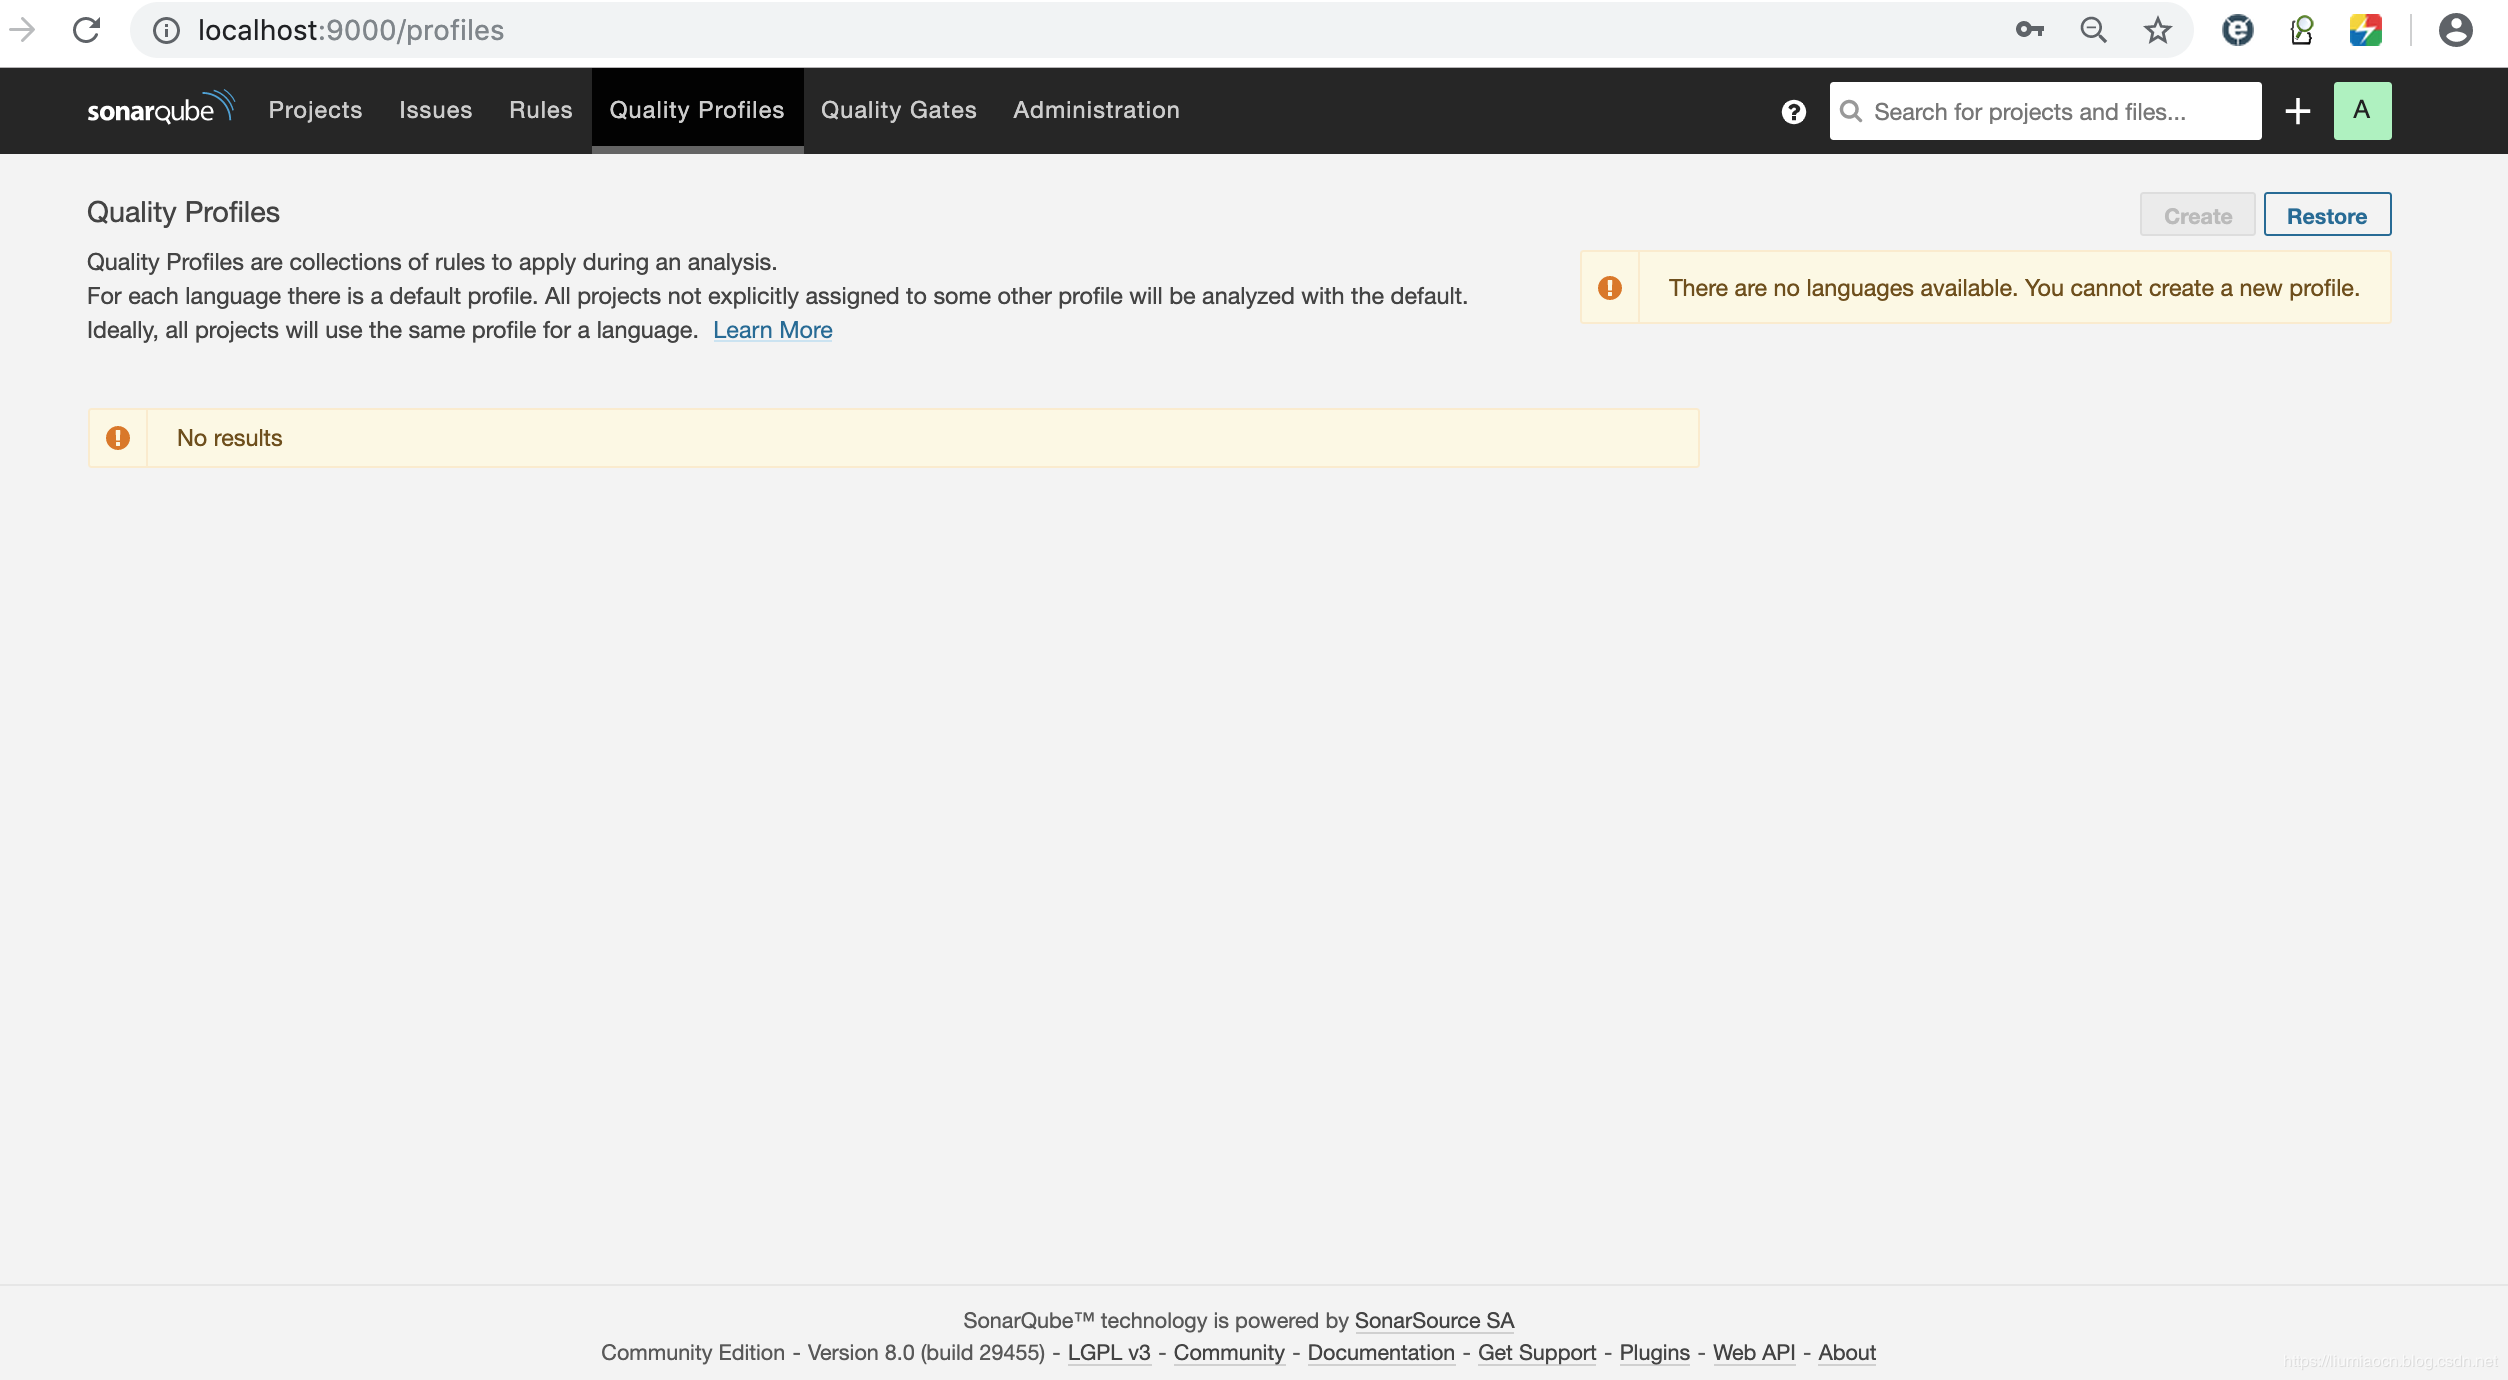 localhost:9000/profiles
sonarqube Projects Issues Rules Quality Profiles Quality Gates Administration ? Search for projects and files... + A
Quality Profiles Create Restore
Quality Profiles are collections of rules to apply during an analysis.
For each language there is a default profile. All projects not explicitly assigned to some other profile will be analyzed with the default.
Ideally, all projects will use the same profile for a language. Learn More
There are no languages available. You cannot create a new profile.
No results
SonarQube™ technology is powered by SonarSource SA
Community Edition - Version 8.0 (build 29455) - LGPL v3 - Community - Documentation - Get Support - Plugins - Web API - About
https://liumiaocn.blog.csdn.net